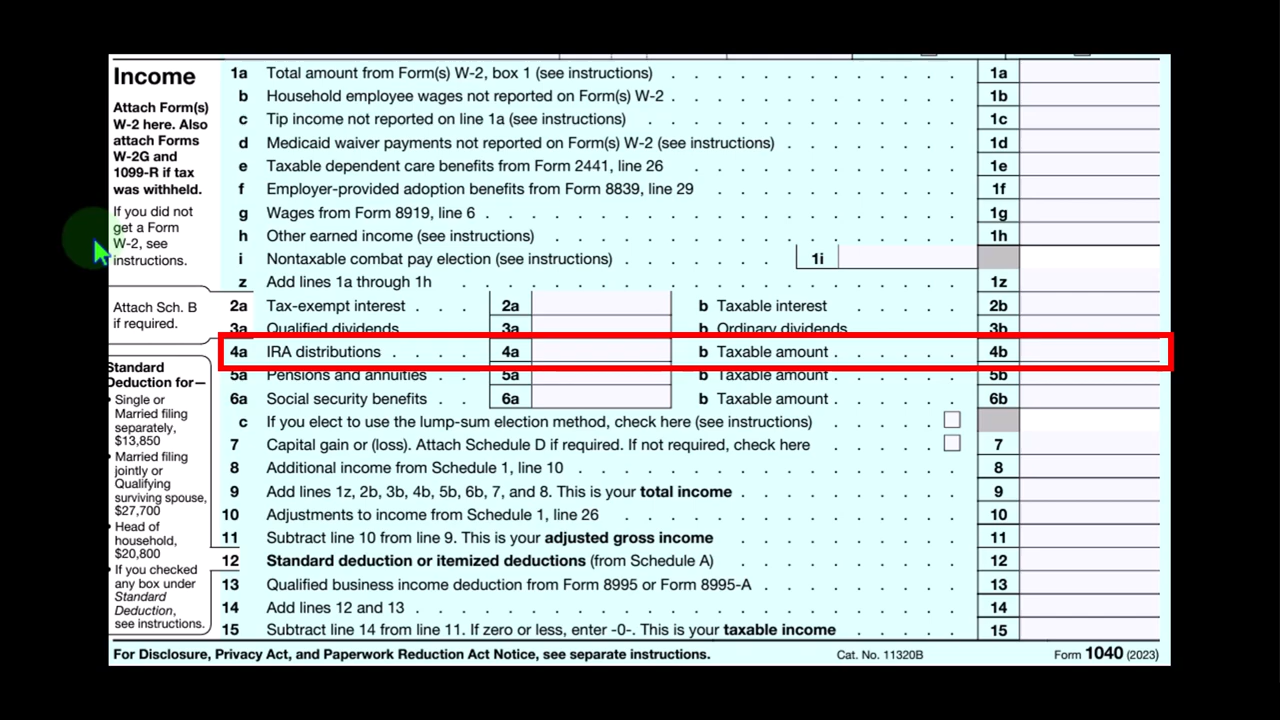 Income
Attach Form(s)
W-2 here. Also
attach Forms
W-2G and
1099-R if tax
was withheld.
If you did not
get a Form
W-2, see
instructions.
1a Total amount from Form(s) W-2, box 1 (see instructions) . . . . . . . . . . . . . 1a
b Household employee wages not reported on Form(s) W-2 . . . . . . . . . . . . . 1b
c Tip income not reported on line 1a (see instructions) . . . . . . . . . . . . . . 1c
d Medicaid waiver payments not reported on Form(s) W-2 (see instructions) . . . . . . . . 1d
e Taxable dependent care benefits from Form 2441, line 26 . . . . . . . . . . . . 1e
f Employer-provided adoption benefits from Form 8839, line 29 . . . . . . . . . . . 1f
g Wages from Form 8919, line 6 . . . . . . . . . . . . . . . . . . . . . 1g
h Other earned income (see instructions) . . . . . . . . . . . . . . . . . . 1h
i Nontaxable combat pay election (see instructions) . . . . . . . 1i
z Add lines 1a through 1h . . . . . . . . . . . . . . . . . . . . . . 1z
Attach Sch. B
if required.
2a Tax-exempt interest . . . 2a b Taxable interest 2b
3a Qualified dividends 3a b Ordinary dividends 3b
4a IRA distributions . . . . 4a b Taxable amount . . . . . . 4b
5a Pensions and annuities . . 5a b Taxable amount . . . . . . 5b
6a Social security benefits . . 6a b Taxable amount . . . . . . 6b
c If you elect to use the lump-sum election method, check here (see instructions) . . . . .
7 Capital gain or (loss). Attach Schedule D if required. If not required, check here . . . . . 7
8 Additional income from Schedule 1, line 10 . . . . . . . . . . . . . . . . . 8
9 Add lines 1z, 2b, 3b, 4b, 5b, 6b, 7, and 8. This is your total income . . . . . . . . . . 9
10 Adjustments to income from Schedule 1, line 26 . . . . . . . . . . . . . . . 10
11 Subtract line 10 from line 9. This is your adjusted gross income . . . . . . . . . . 11
12 Standard deduction or itemized deductions (from Schedule A) . . . . . . . . . . 12
13 Qualified business income deduction from Form 8995 or Form 8995-A . . . . . . . . . 13
14 Add lines 12 and 13 . . . . . . . . . . . . . . . . . . . . . . . 14
15 Subtract line 14 from line 11. If zero or less, enter -0-. This is your taxable income . . . . . 15
Standard
Deduction for—
• Single or
Married filing
separately,
$13,850
• Married filing
jointly or
Qualifying
surviving spouse,
$27,700
• Head of
household,
$20,800
• If you checked
any box under
Standard
Deduction,
see instructions.
For Disclosure, Privacy Act, and Paperwork Reduction Act Notice, see separate instructions. Cat. No. 11320B Form 1040 (2023)